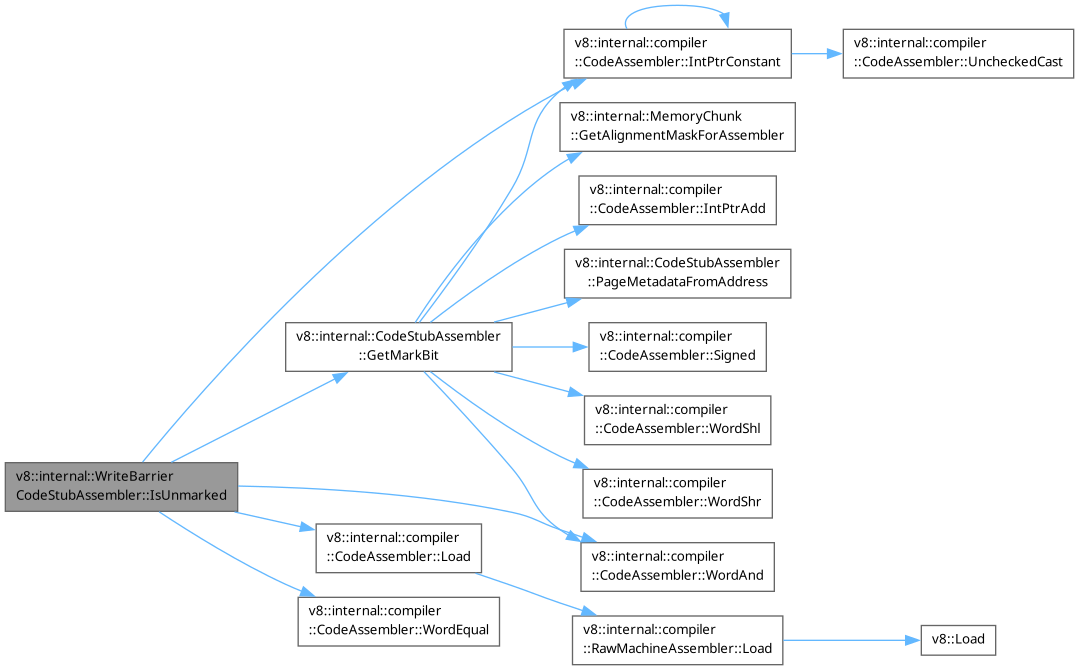 v8::internal::compiler
::CodeAssembler::IntPtrConstant
v8::internal::compiler
::CodeAssembler::UncheckedCast
v8::internal::MemoryChunk
::GetAlignmentMaskForAssembler
v8::internal::compiler
::CodeAssembler::IntPtrAdd
v8::internal::CodeStubAssembler
::PageMetadataFromAddress
v8::internal::CodeStubAssembler
::GetMarkBit
v8::internal::compiler
::CodeAssembler::Signed
v8::internal::compiler
::CodeAssembler::WordShl
v8::internal::WriteBarrier
CodeStubAssembler::IsUnmarked
v8::internal::compiler
::CodeAssembler::WordShr
v8::internal::compiler
::CodeAssembler::Load
v8::internal::compiler
::CodeAssembler::WordAnd
v8::internal::compiler
::CodeAssembler::WordEqual
v8::internal::compiler
::RawMachineAssembler::Load
v8::Load